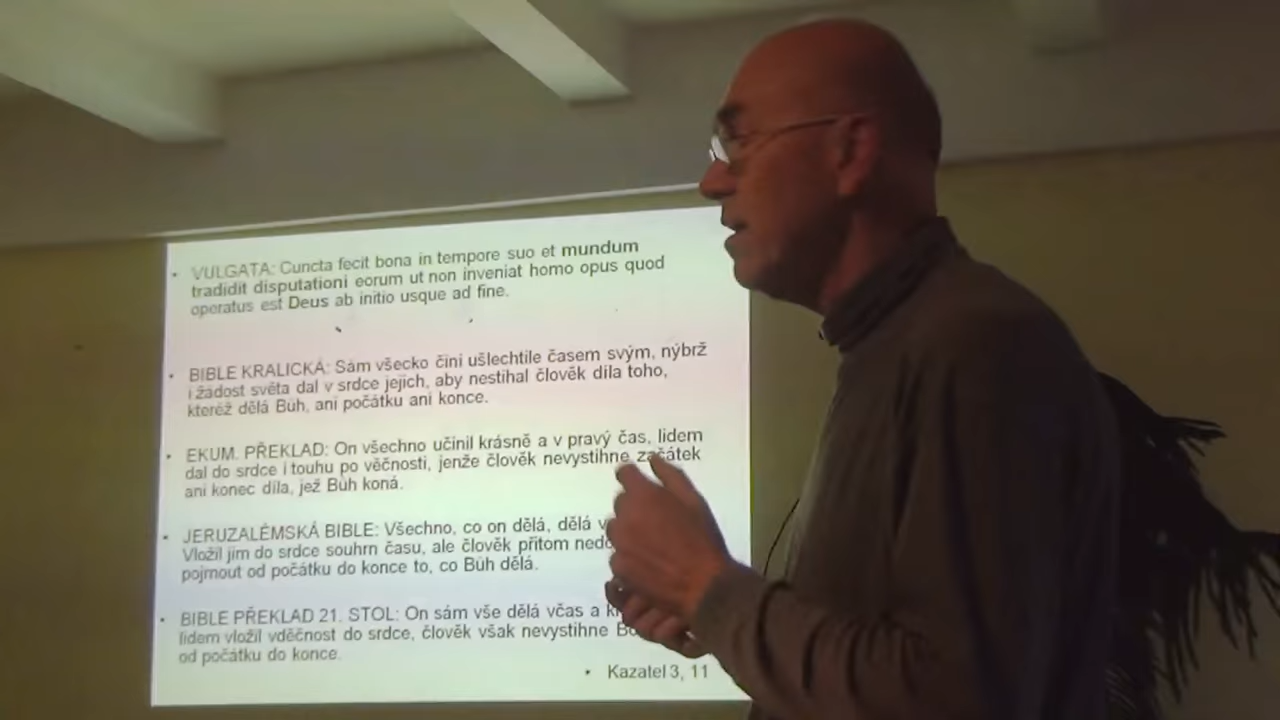 • VULGATA: Cuncta fecit bona in tempore suo et mundum
tradidit disputationi eorum ut non inveniat homo opus quod
operatus est Deus ab initio usque ad fine.
• BIBLE KRALICKÁ: Sám všecko činí ušlechtile časem svým, nýbrž
i žádost světa dal v srdce jejich, aby nestihal člověk díla toho,
kteréž dělá Bůh, ani počátku ani konce.
• EKUM. PŘEKLAD: On všechno učinil krásně a v pravý čas, lidem
dal do srdce i touhu po věčnosti, jenže člověk nevystihne začátek
ani konec díla, jež Bůh koná.
• JERUZALÉMSKÁ BIBLE: Všechno, co on dělá, dělá v
Vložil jim do srdce souhrn času, ale člověk přitom
pojmout od počátku do konce to, co Bůh dělá.
• BIBLE PŘEKLAD 21. STOL: On sám vše dělá včas a
lidem vložil vděčnost do srdce, člověk však nevystihne
od počátku do konce.
• Kazatel 3, 11